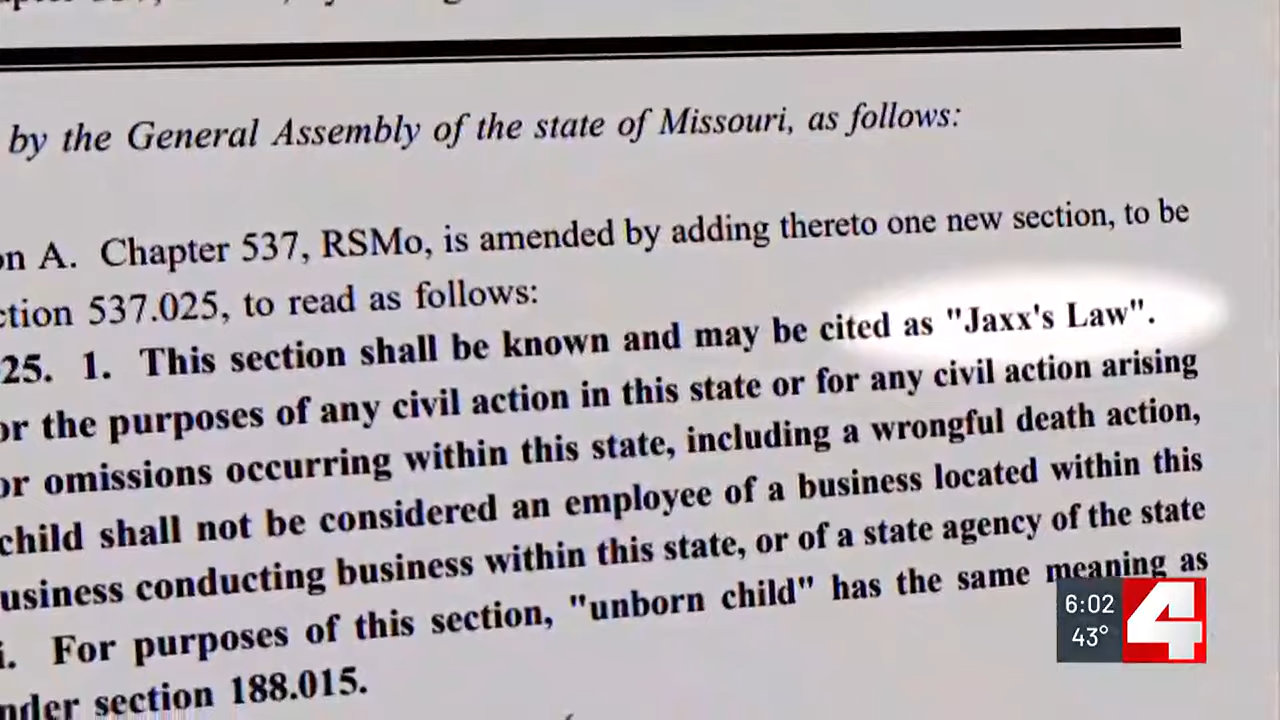 by the General Assembly of the state of Missouri, as follows:
on A. Chapter 537, RSMo, is amended by adding thereto one new section, to be
ction 537.025, to read as follows:
25. 1. This section shall be known and may be cited as "Jaxx's Law".
or the purposes of any civil action in this state or for any civil action arising
or omissions occurring within this state, including a wrongful death action,
child shall not be considered an employee of a business located within this
usiness conducting business within this state, or of a state agency of the state
i. For purposes of this section, "unborn child" has the same meaning as
nder section 188.015.
6:02
43°
4